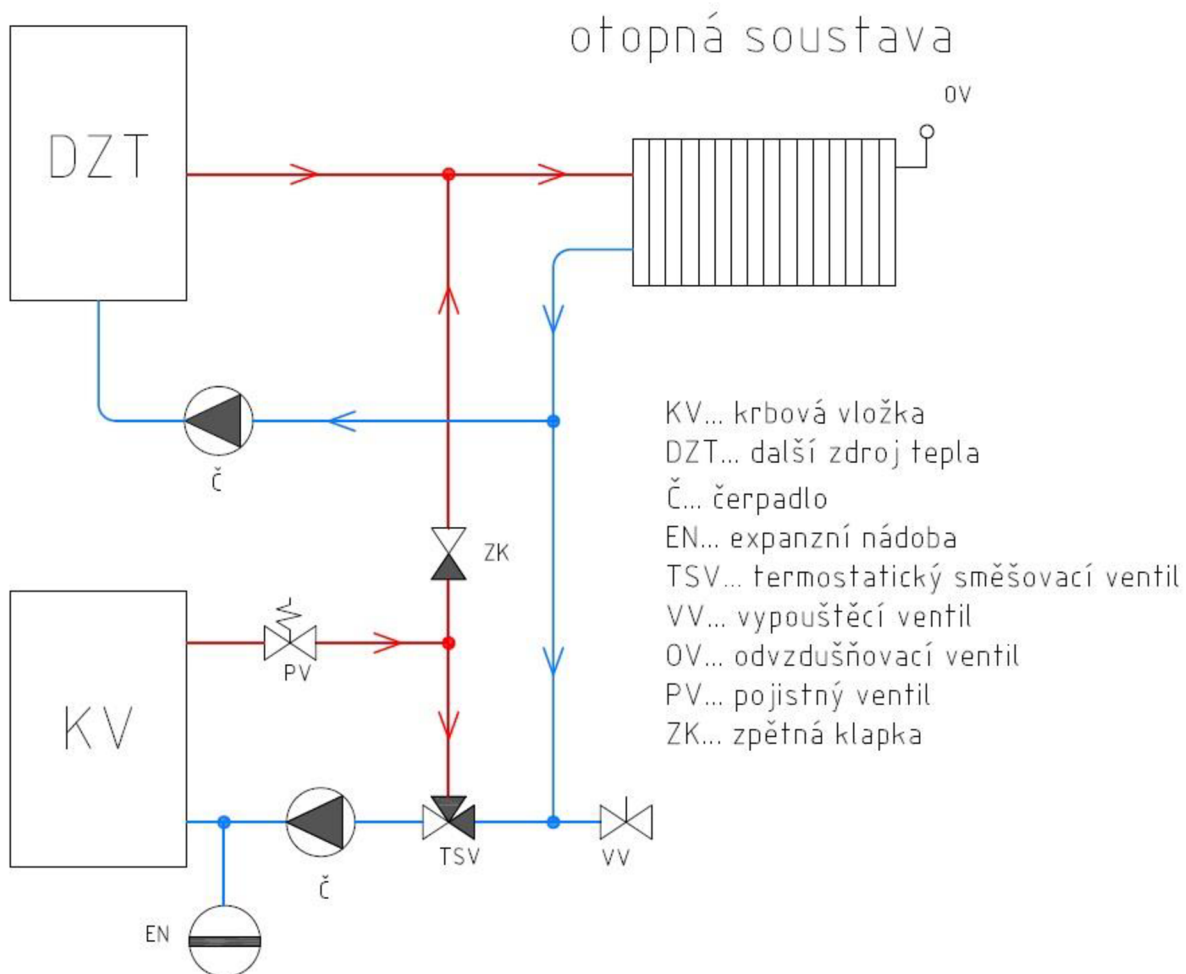 otopná soustava
OV
DZT
Č
KV... krbová vložka
DZT... další zdroj tepla
Č... čerpadlo
EN... expanzní nádoba
TSV... termostatický směšovací ventil
VV... vypouštěcí ventil
OV... odvzdušňovací ventil
PV... pojistný ventil
ZK... zpětná klapka
ZK
PV
KV
TSV
VV
Č
EN